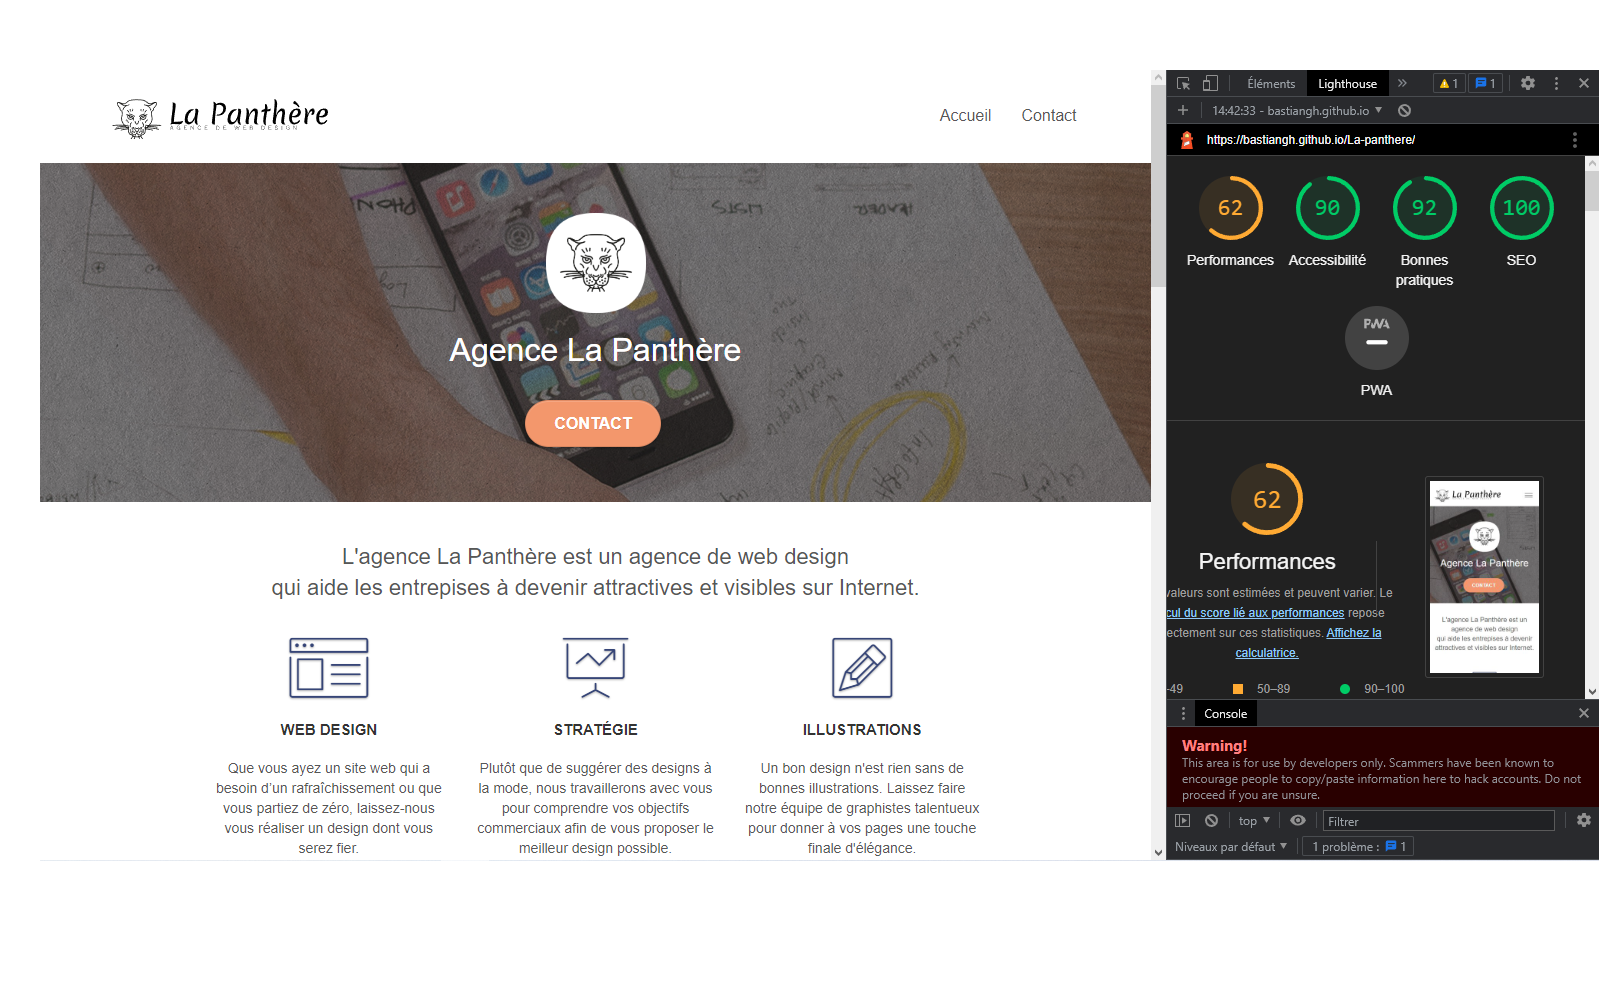 La Panthère
AGENCE DE WEB DESIGN
Accueil
Contact
PHON
LISTS
HEADER
Agence La Panthère
CONTACT
L'agence La Panthère est un agence de web design
qui aide les entrepises à devenir attractives et visibles sur Internet.
WEB DESIGN
Que vous ayez un site web qui a
besoin d'un rafraîchissement ou que
vous partiez de zéro, laissez-nous
vous réaliser un design dont vous
serez fier.
STRATÉGIE
Plutôt que de suggérer des designs à
la mode, nous travaillerons avec vous
pour comprendre vos objectifs
commerciaux afin de vous proposer le
meilleur design possible.
ILLUSTRATIONS
Un bon design n'est rien sans de
bonnes illustrations. Laissez faire
notre équipe de graphistes talentueux
pour donner à vos pages une touche
finale d'élégance.
Éléments
Lighthouse
1
1
14:42:33 - bastiangh.github.io
https://bastiangh.github.io/La-panthere/
62
90
92
100
Performances
Accessibilité
Bonnes
pratiques
SEO
PWA
PWA
62
Performances
valeurs sont estimées et peuvent varier. Le
cul du score lié aux performances repose
ectement sur ces statistiques. Affichez la
calculatrice.
-49
50–89
90–100
La Panthère
Agence La Panthère
CONTACT
L'agence La Panthère est un
agence de web design
qui aide les entrepises à devenir
attractives et visibles sur Internet.
Console
Warning!
This area is for use by developers only. Scammers have been known to
encourage people to copy/paste information here to hack accounts. Do not
proceed if you are unsure.
top
Filtrer
Niveaux par défaut
1 problème : 1